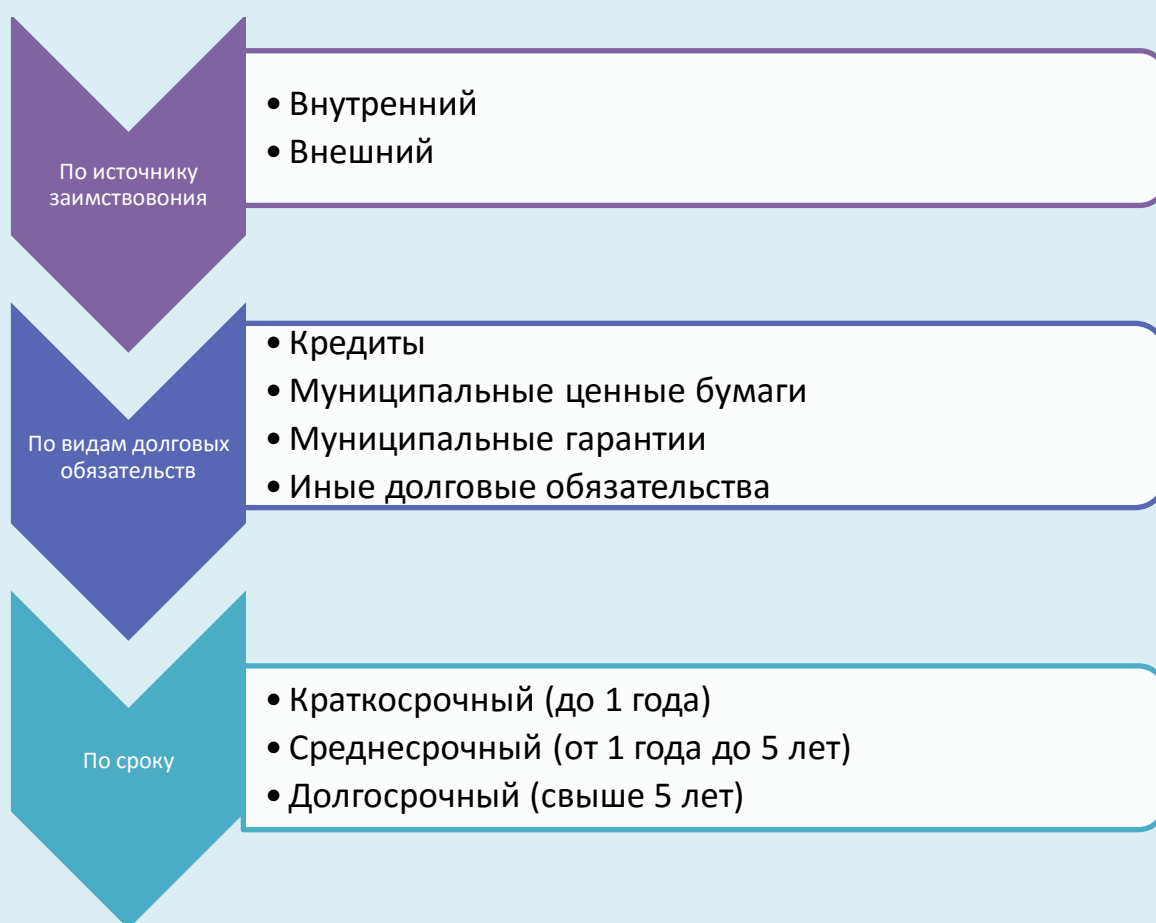 По источнику
заимствовония
• Внутренний
• Внешний
По видам долговых
обязательств
• Кредиты
• Муниципальные ценные бумаги
• Муниципальные гарантии
• Иные долговые обязательства
По сроку
• Краткосрочный (до 1 года)
• Среднесрочный (от 1 года до 5 лет)
• Долгосрочный (свыше 5 лет)